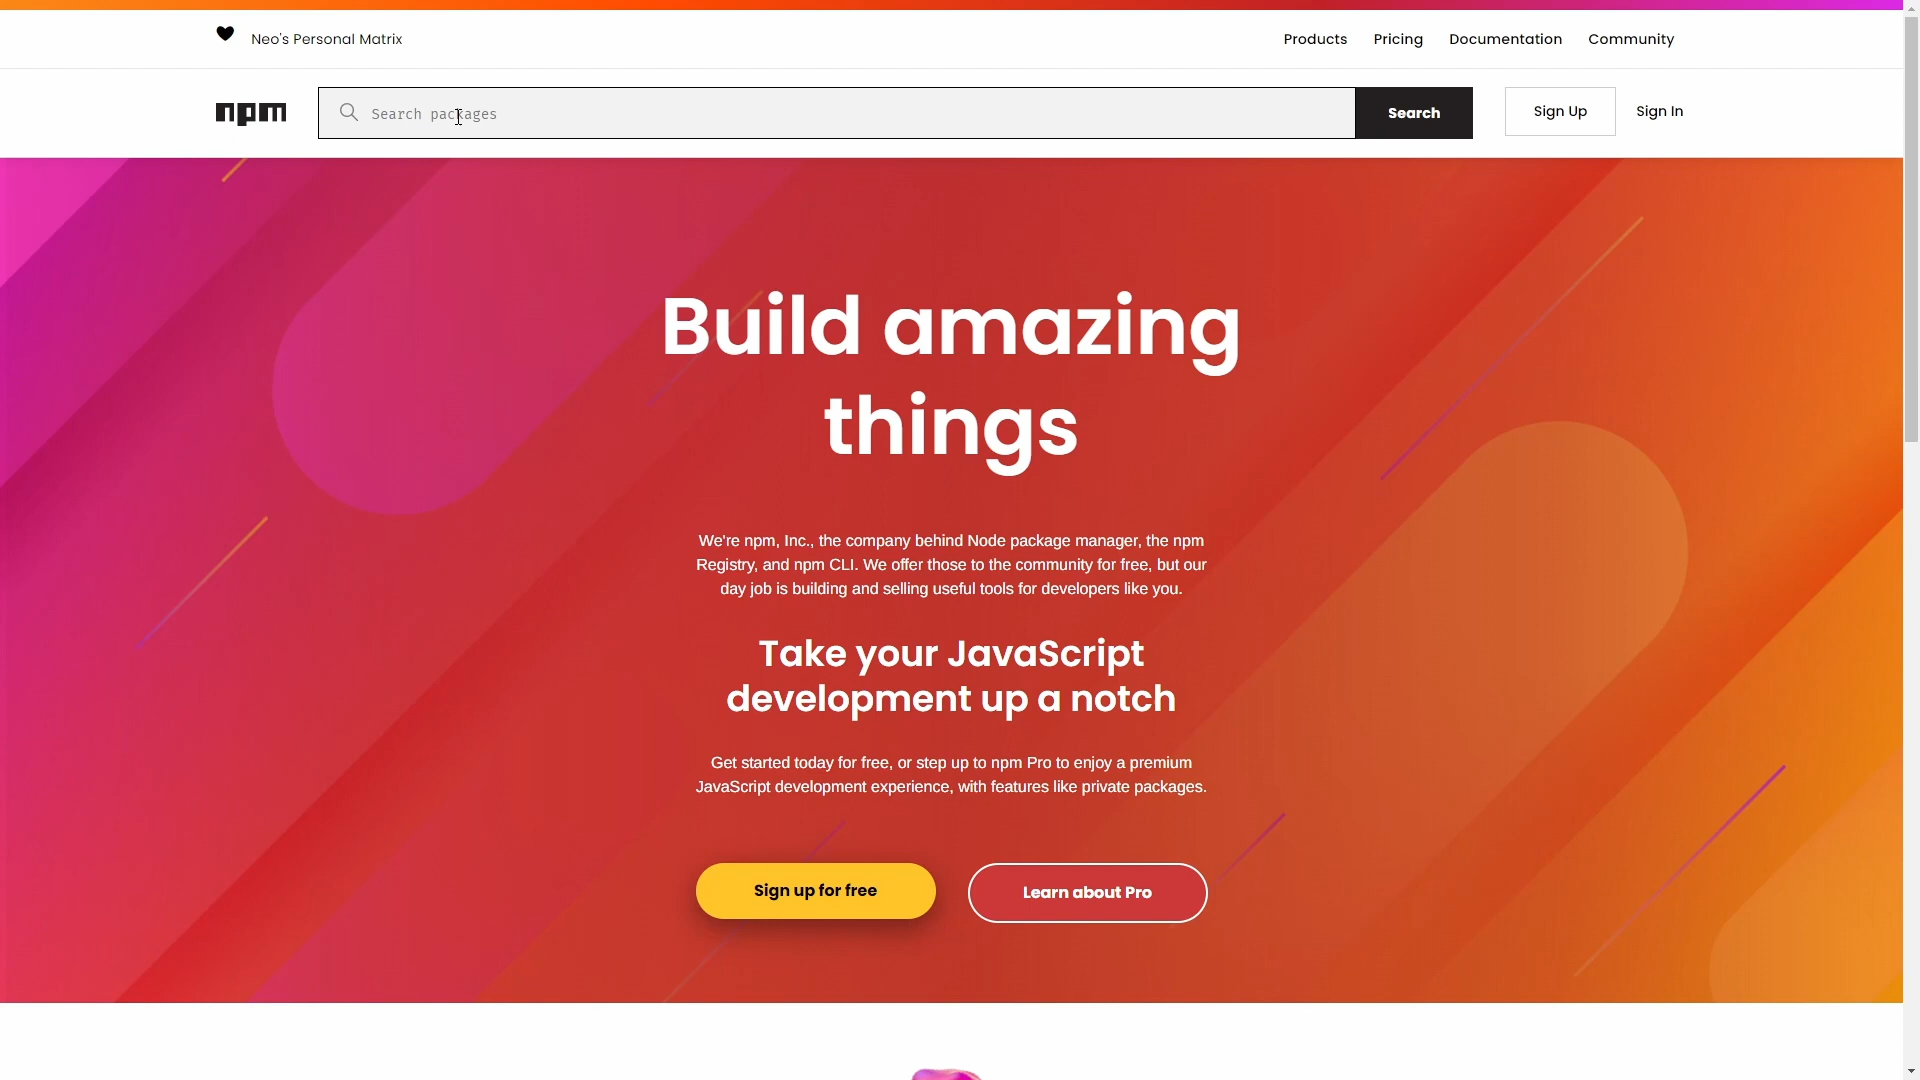 Neo's Personal Matrix
Products Pricing Documentation Community
npm
Search packages
Search
Sign Up
Sign In
Build amazing
things
We're npm, Inc., the company behind Node package manager, the npm
Registry, and npm CLI. We offer those to the community for free, but our
day job is building and selling useful tools for developers like you.
Take your JavaScript
development up a notch
Get started today for free, or step up to npm Pro to enjoy a premium
JavaScript development experience, with features like private packages.
Sign up for free
Learn about Pro